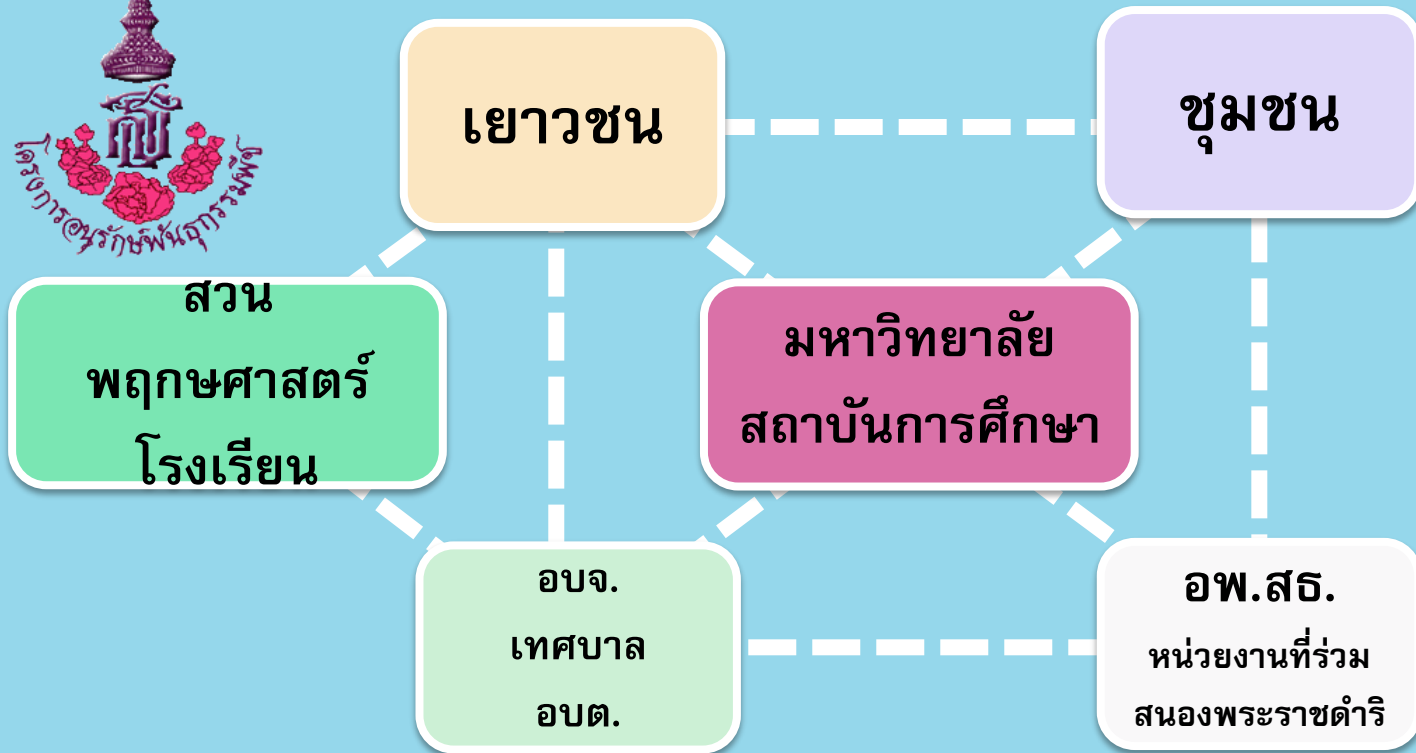 โครงการอนุรักษ์พันธุกรรมพืช
เยาวชน
ชุมชน
สวน
พฤกษศาสตร์
โรงเรียน
มหาวิทยาลัย
สถาบันการศึกษา
อบจ.
เทศบาล
อบต.
อพ.สธ.
หน่วยงานที่ร่วม
สนองพระราชดำริ